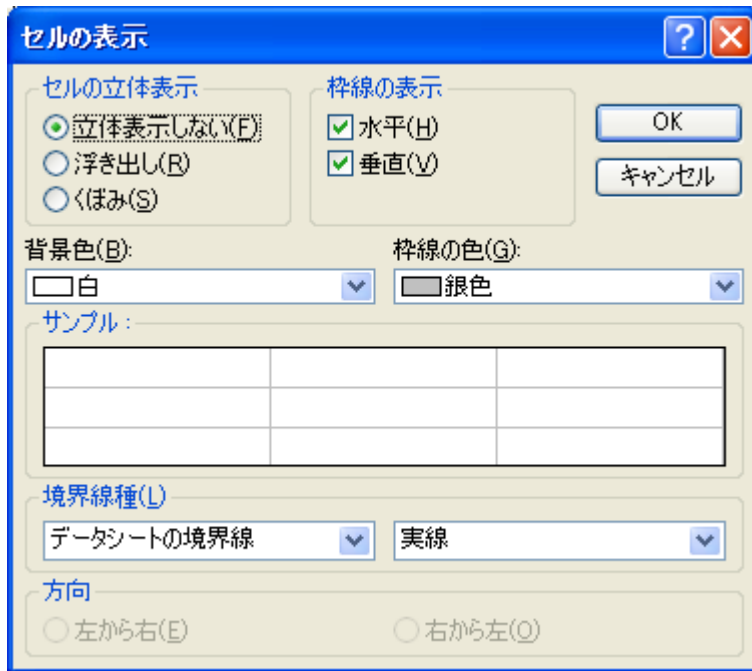 セルの表示
セルの立体表示
立体表示しない(F)
浮き出し(R)
くぼみ(S)
枠線の表示
水平(H)
垂直(V)
OK
キャンセル
背景色(B):
白
枠線の色(G):
銀色
サンプル：
境界線種(L)
データシートの境界線
実線
方向
左から右(E)
右から左(O)